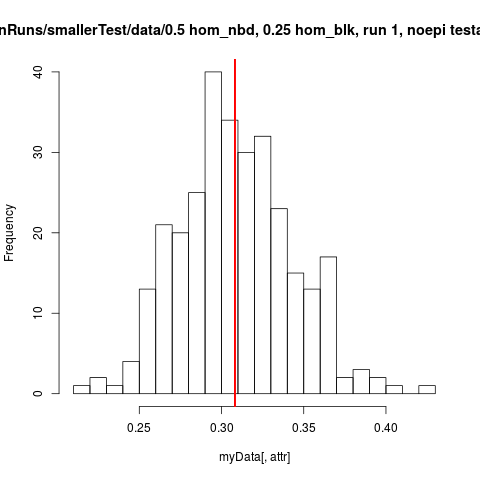 nRuns/smallerTest/data/0.5 hom_nbd, 0.25 hom_blk, run 1, noepi testa
Frequency
40
30
20
10
0
0.25 0.30 0.35 0.40
myData[, attr]